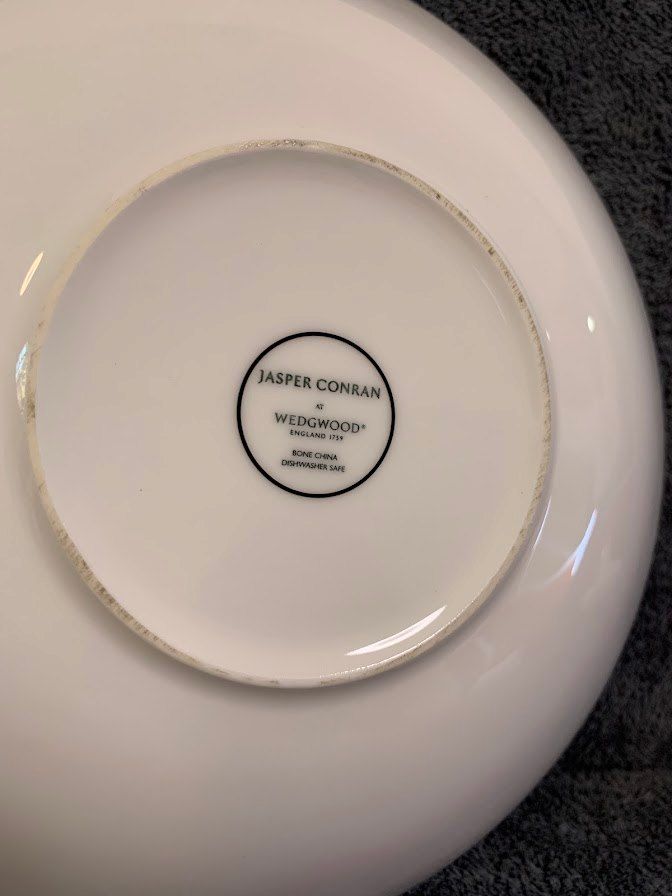 JASPER CONRAN
AT
WEDGWOOD®
ENGLAND 1759
BONE CHINA
DISHWASHER SAFE